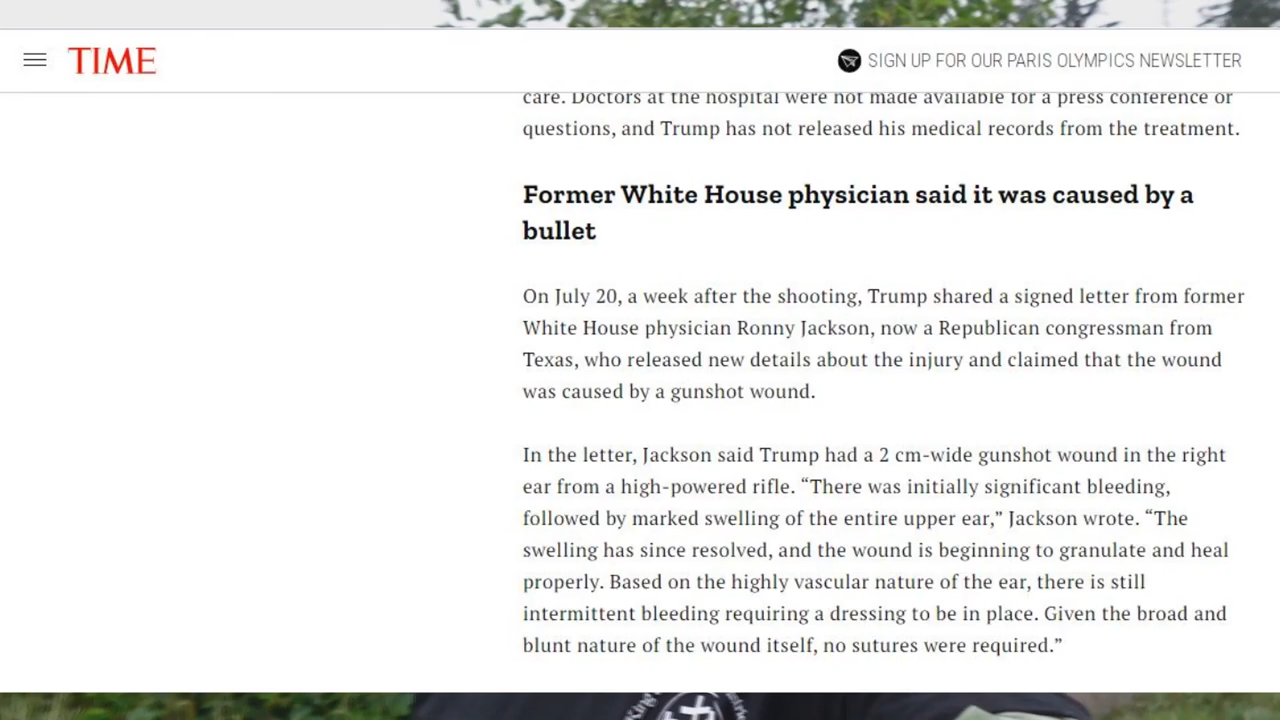 TIME
SIGN UP FOR OUR PARIS OLYMPICS NEWSLETTER
care. Doctors at the hospital were not made available for a press conference or
questions, and Trump has not released his medical records from the treatment.
Former White House physician said it was caused by a
bullet
On July 20, a week after the shooting, Trump shared a signed letter from former
White House physician Ronny Jackson, now a Republican congressman from
Texas, who released new details about the injury and claimed that the wound
was caused by a gunshot wound.
In the letter, Jackson said Trump had a 2 cm-wide gunshot wound in the right
ear from a high-powered rifle. “There was initially significant bleeding,
followed by marked swelling of the entire upper ear,” Jackson wrote. “The
swelling has since resolved, and the wound is beginning to granulate and heal
properly. Based on the highly vascular nature of the ear, there is still
intermittent bleeding requiring a dressing to be in place. Given the broad and
blunt nature of the wound itself, no sutures were required.”
King